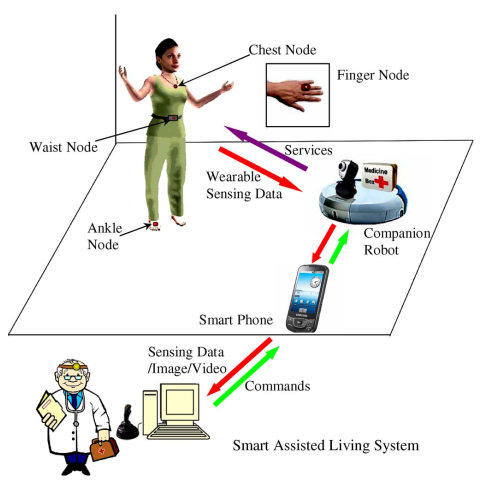 Chest Node
Finger Node
Waist Node
Services
Wearable
Sensing Data
Medicine
Box
Ankle
Node
Companion
Robot
Smart Phone
SAMSUNG
Sensing Data
/Image/Video
Commands
Smart Assisted Living System